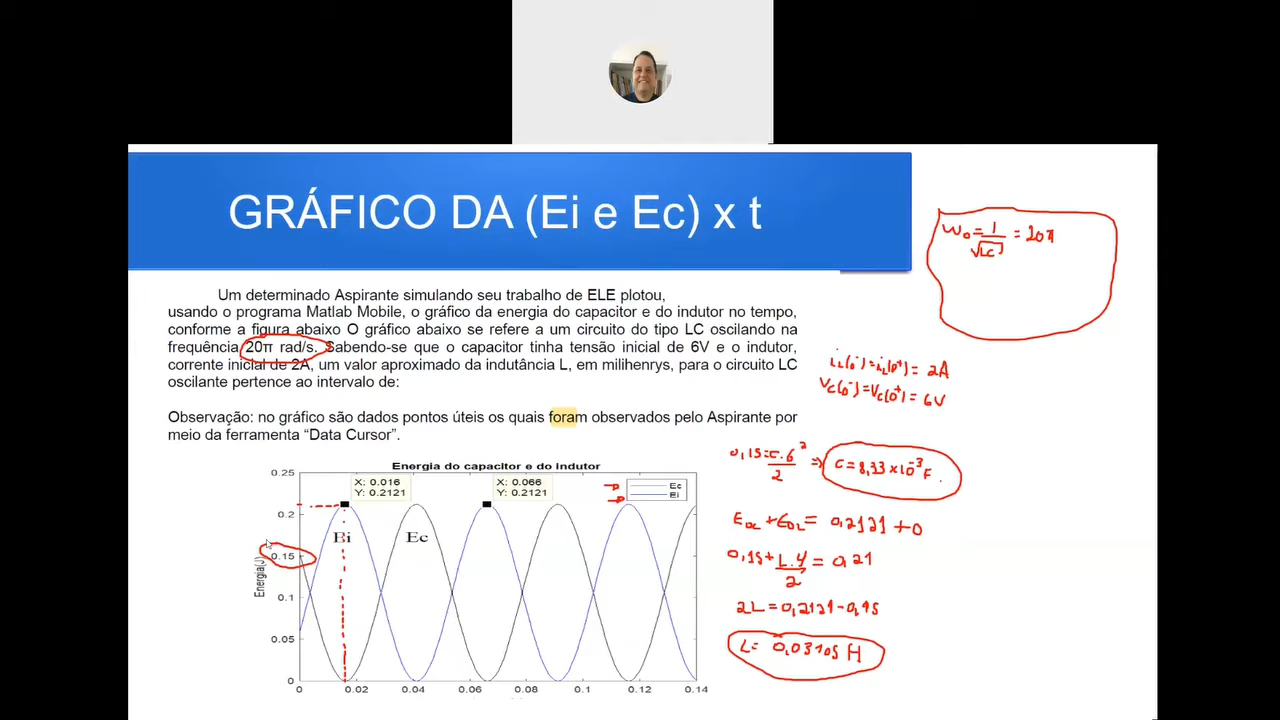 GRÁFICO DA (Ei e Ec) x t
Um determinado Aspirante simulando seu trabalho de ELE plotou,
usando o programa Matlab Mobile, o gráfico da energia do capacitor e do indutor no tempo,
conforme a figura abaixo O gráfico abaixo se refere a um circuito do tipo LC oscilando na
frequência 20π rad/s. Sabendo-se que o capacitor tinha tensão inicial de 6V e o indutor,
corrente inicial de 2A, um valor aproximado da indutância L, em milihenrys, para o circuito LC
oscilante pertence ao intervalo de:
Observação: no gráfico são dados pontos úteis os quais foram observados pelo Aspirante por
meio da ferramenta “Data Cursor”.
Energia do capacitor e do indutor
X: 0.016
Y: 0.2121
X: 0.066
Y: 0.2121
Ec
Ei
Ei
Ec
Energia(J)
0.25
0.2
0.15
0.1
0.05
0
0 0.02 0.04 0.06 0.08 0.1 0.12 0.14
W0 = 1/√LC = 20π
iL(0-)=iL(0+)= 2A
Vc(0-)=Vc(0+)= 6V
0,15=C.6²/2 => C=8,33×10-3 F.
E0C + E0L = 0,2121 + 0
0,15+ L.4/2 = 0,21
2L = 0,2121-0,15
L= 0,03105 H